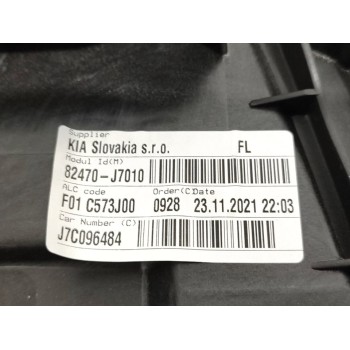 Supplier
KIA Slovakia s.r.o. FL
Modul Id(M)
82470-J7010
ALC code Order(C)Date
F01 C573J00 0928 23.11.2021 22:03
Car Number (C)
J7C096484